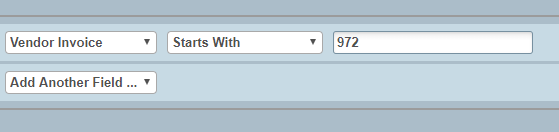 Vendor Invoice Starts With 972
Add Another Field ...